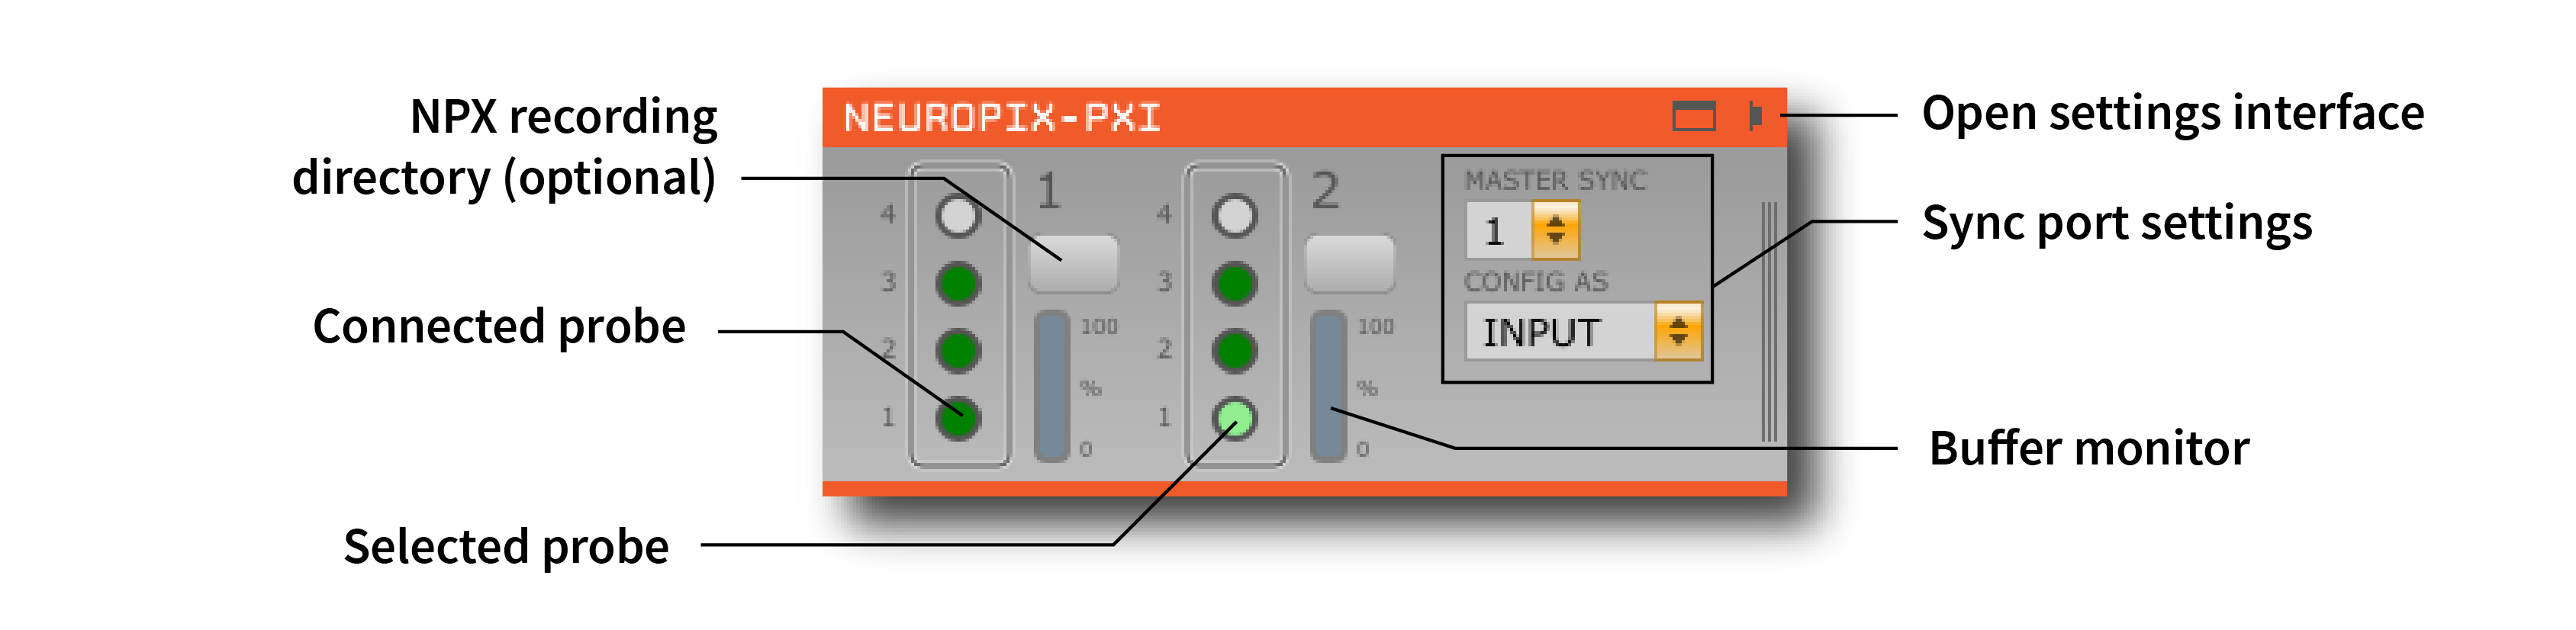 NPX recording
directory (optional)
Connected probe
Selected probe
NEUROPIX-PXI
1
4
3
2
1
100
%
0
2
4
3
2
1
100
%
0
MASTER SYNC
1
CONFIG AS
INPUT
Open settings interface
Sync port settings
Buffer monitor